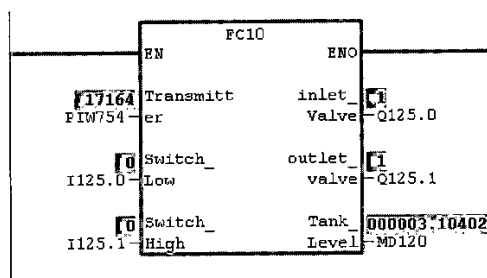 FC10
EN ENO
17164 Transmitt inlet_ 1
PIW754 er Valve Q125.0
0 Switch_ outlet_ 1
I125.0 Low valve Q125.1
0 Switch_ Tank_ 000003.10402
I125.1 High Level MD120